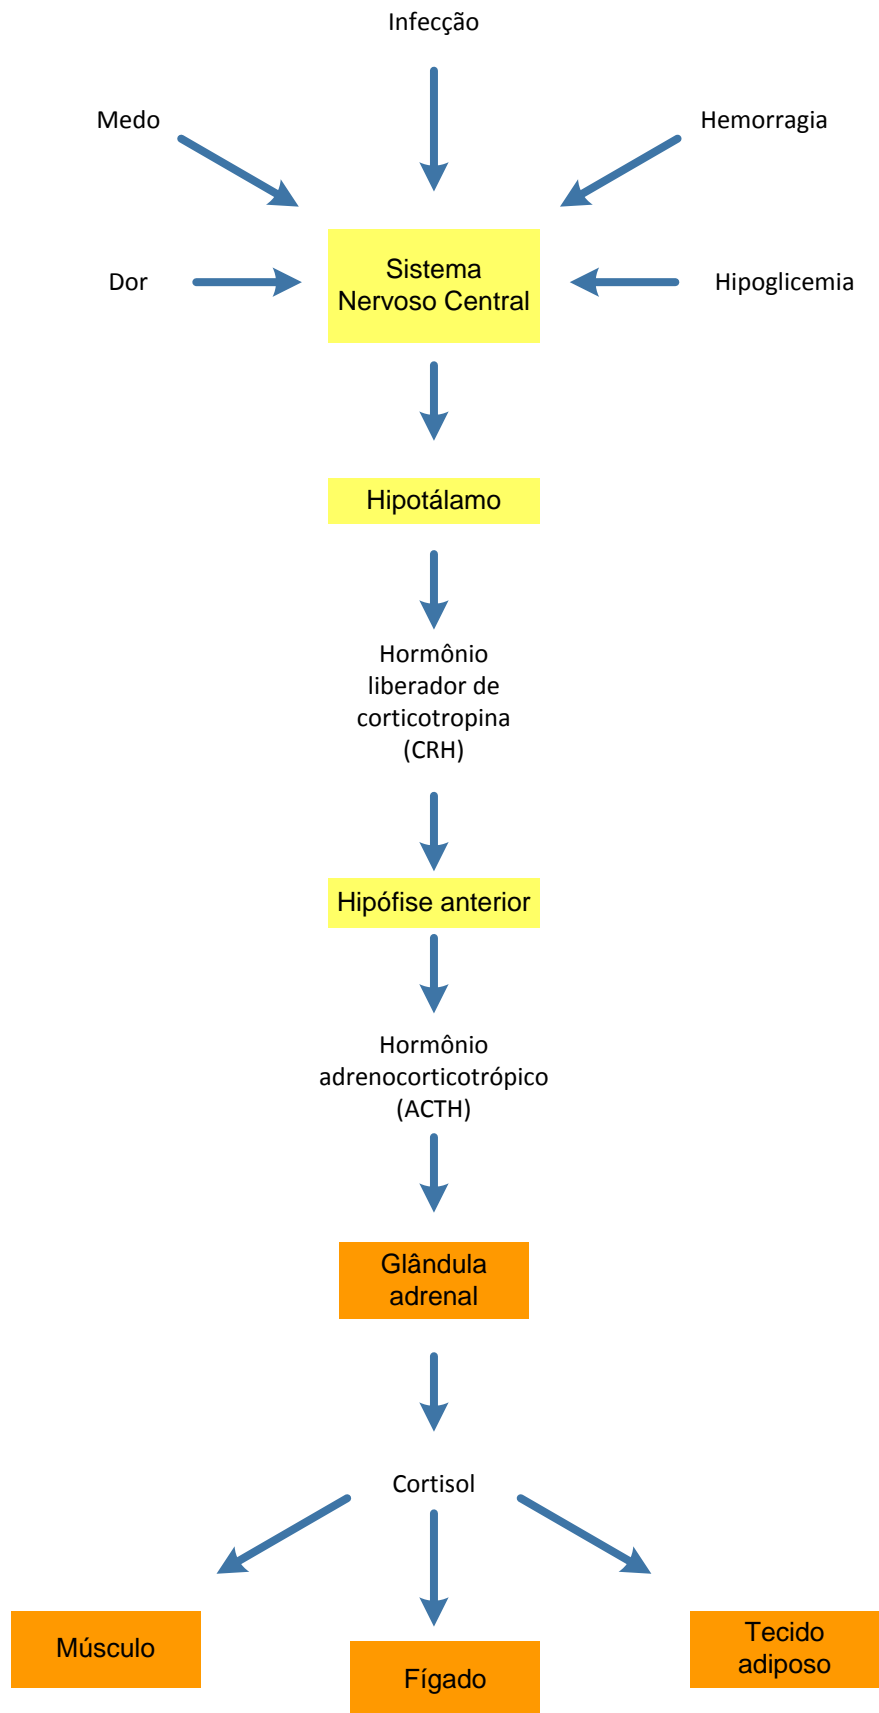 Infecção
Medo
Hemorragia
Sistema
Nervoso Central
Dor
Hipoglicemia
Hipotálamo
Hormônio
liberador de
corticotropina
(CRH)
Hipófise anterior
Hormônio
adrenocorticotrópico
(ACTH)
Glândula
adrenal
Cortisol
Músculo
Fígado
Tecido
adiposo